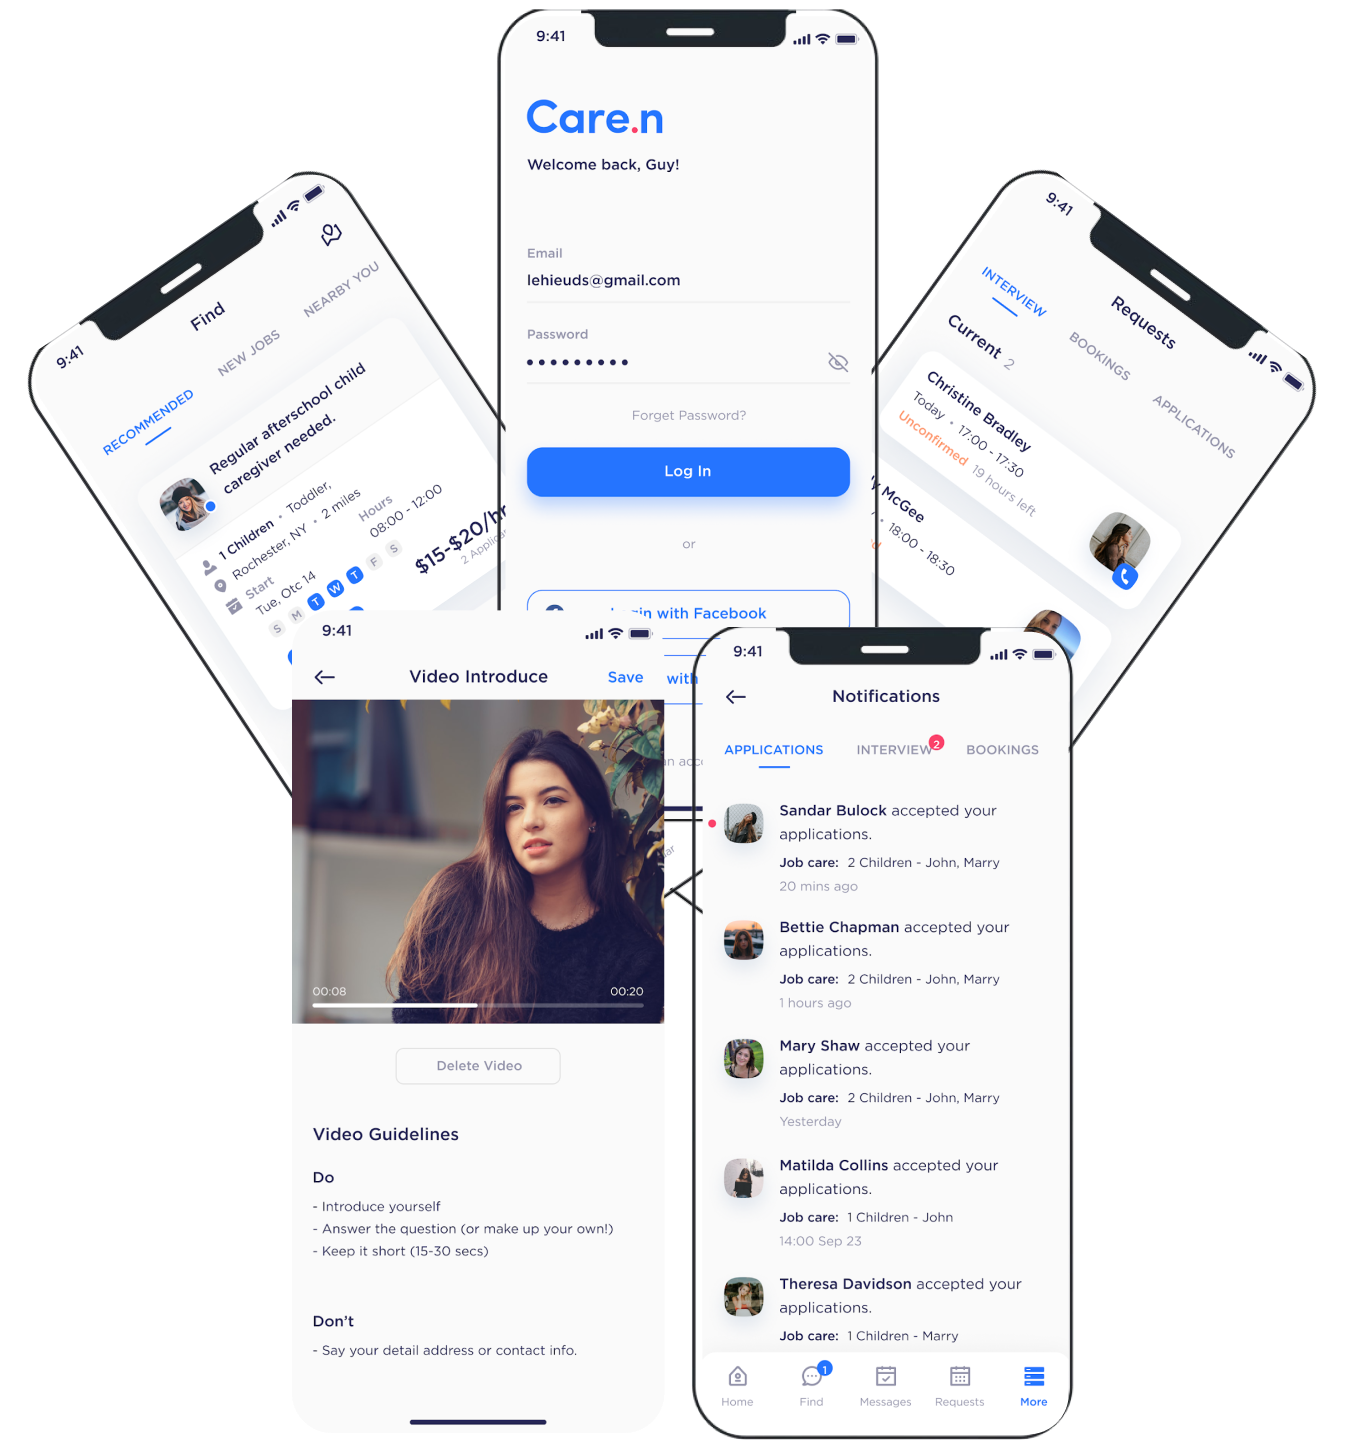 9:41
Care.n
Welcome back, Guy!
Email
lehieuds@gmail.com
Password
Forget Password?
Log In
or
with Facebook
with
9:41
Find
RECOMMENDED
NEW JOBS
NEARBY YOU
Regular afterschool child
caregiver needed.
1 Children • Toddler,
Rochester, NY • 2 miles
Start
Tue, Otc 14
Hours
08:00 - 12:00
S M T W T F S
$15-$20/hr
2
9:41
Requests
INTERVIEW
BOOKINGS
APPLICATIONS
Current 2
Christine Bradley
Today • 17:00 - 17:30
Unconfirmed 19 hours left
McGee
• 18:00 - 18:30
9:41
Video Introduce
Save
00:08
00:20
Delete Video
Video Guidelines
Do
- Introduce yourself
- Answer the question (or make up your own!)
- Keep it short (15-30 secs)
Don't
- Say your detail address or contact info.
9:41
Notifications
APPLICATIONS
INTERVIEW 2
BOOKINGS
Sandar Bulock accepted your
applications.
Job care: 2 Children - John, Marry
20 mins ago
Bettie Chapman accepted your
applications.
Job care: 2 Children - John, Marry
1 hours ago
Mary Shaw accepted your
applications.
Job care: 2 Children - John, Marry
Yesterday
Matilda Collins accepted your
applications.
Job care: 1 Children - John
14:00 Sep 23
Theresa Davidson accepted your
applications.
Job care: 1 Children - Marry
1
Home
Find
Messages
Requests
More